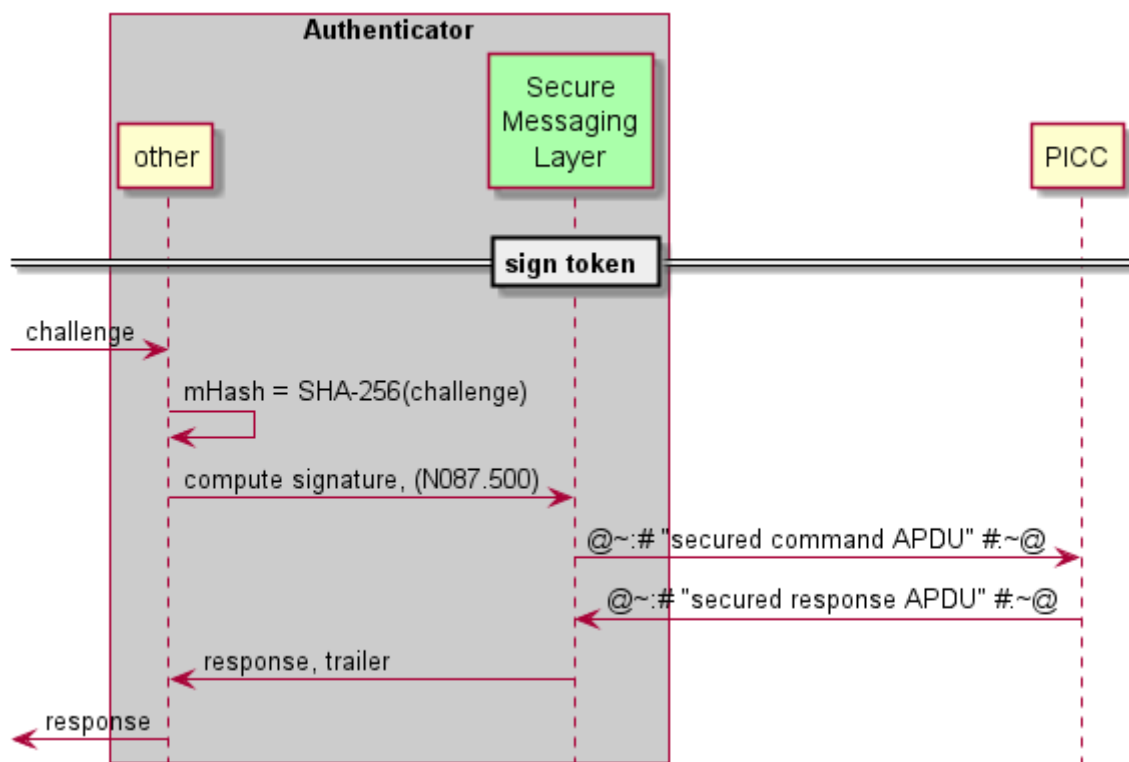 Authenticator
Secure
Messaging
Layer
other
PICC
sign token
challenge
mHash = SHA-256(challenge)
compute signature, (N087.500)
@~:# "secured command APDU" #:~@
@~:# "secured response APDU" #:~@
response, trailer
response